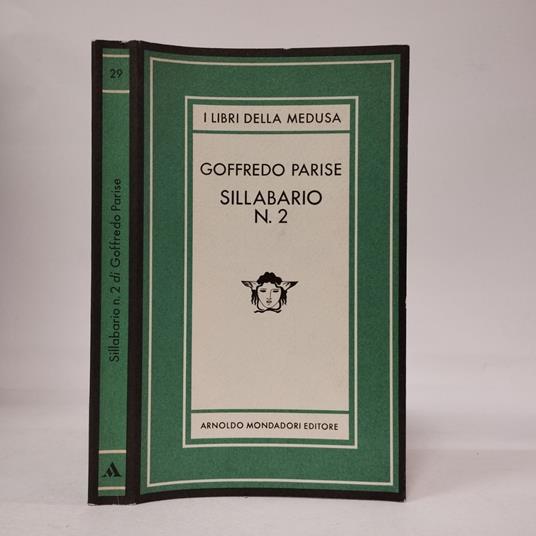 29
Sillabario n. 2 di Goffredo Parise
I LIBRI DELLA MEDUSA
GOFFREDO PARISE
SILLABARIO
N. 2
ARNOLDO MONDADORI EDITORE